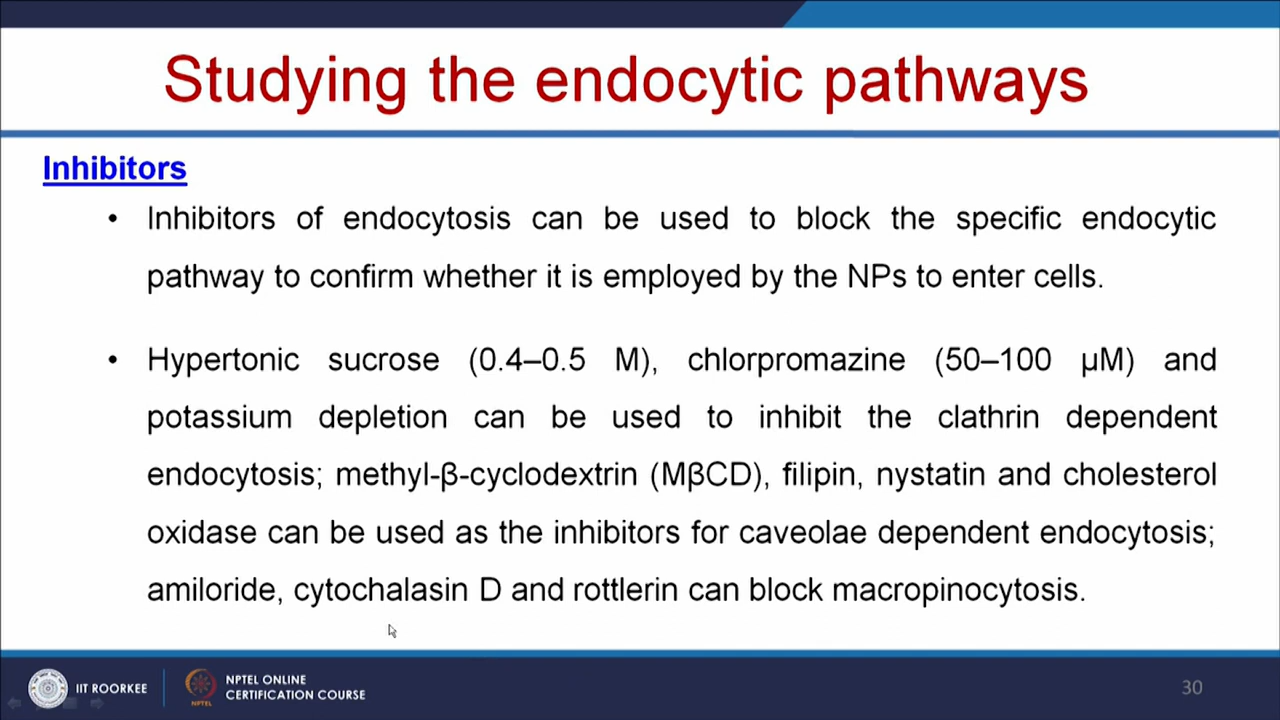 Studying the endocytic pathways
Inhibitors
• Inhibitors of endocytosis can be used to block the specific endocytic
pathway to confirm whether it is employed by the NPs to enter cells.
• Hypertonic sucrose (0.4–0.5 M), chlorpromazine (50–100 µM) and
potassium depletion can be used to inhibit the clathrin dependent
endocytosis; methyl-β-cyclodextrin (MβCD), filipin, nystatin and cholesterol
oxidase can be used as the inhibitors for caveolae dependent endocytosis;
amiloride, cytochalasin D and rottlerin can block macropinocytosis.
IIT ROORKEE
NPTEL
NPTEL ONLINE
CERTIFICATION COURSE
30